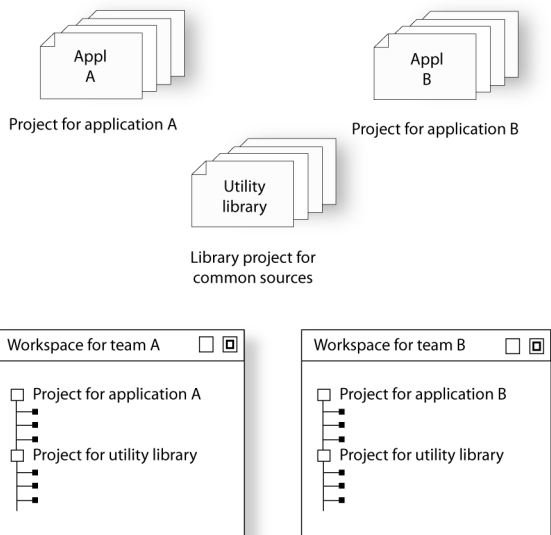 Appl
A
Appl
B
Project for application A
Project for application B
Utility
library
Library project for
common sources
Workspace for team A
Workspace for team B
Project for application A
Project for utility library
Project for application B
Project for utility library